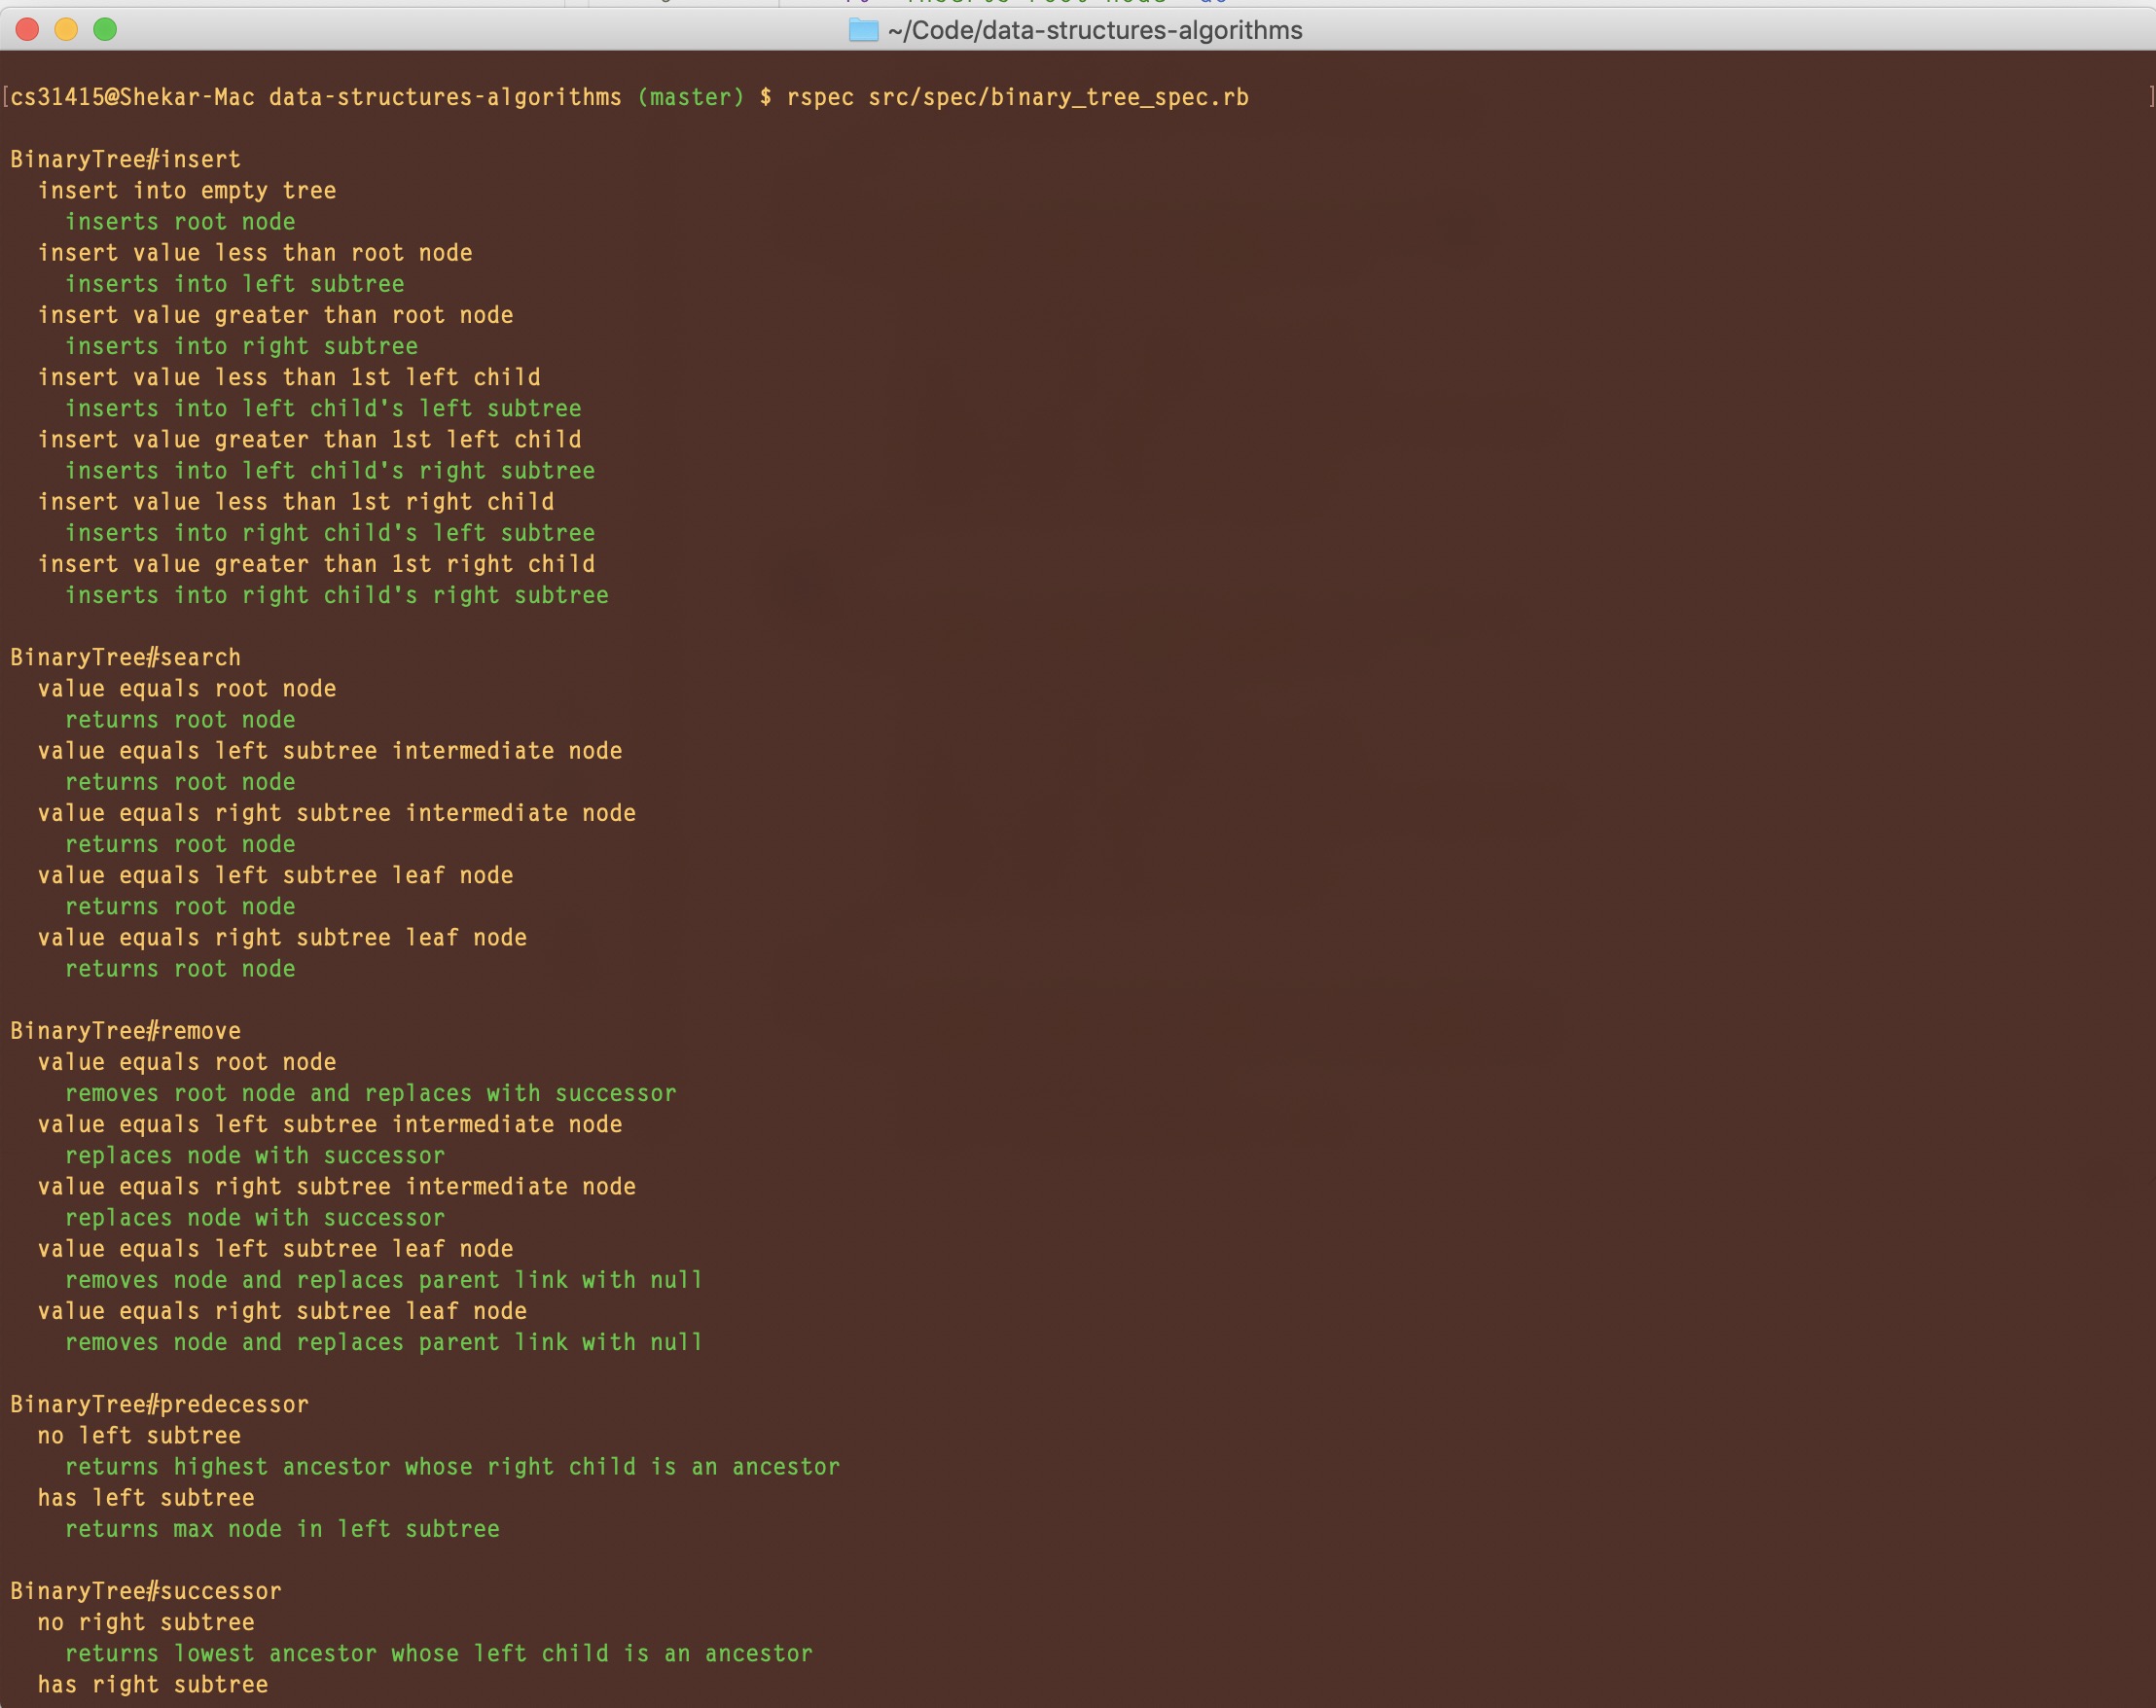 ~/Code/data-structures-algorithms
[cs31415@Shekar-Mac data-structures-algorithms (master) $ rspec src/spec/binary_tree_spec.rb ]
BinaryTree#insert
insert into empty tree
inserts root node
insert value less than root node
inserts into left subtree
insert value greater than root node
inserts into right subtree
insert value less than 1st left child
inserts into left child's left subtree
insert value greater than 1st left child
inserts into left child's right subtree
insert value less than 1st right child
inserts into right child's left subtree
insert value greater than 1st right child
inserts into right child's right subtree
BinaryTree#search
value equals root node
returns root node
value equals left subtree intermediate node
returns root node
value equals right subtree intermediate node
returns root node
value equals left subtree leaf node
returns root node
value equals right subtree leaf node
returns root node
BinaryTree#remove
value equals root node
removes root node and replaces with successor
value equals left subtree intermediate node
replaces node with successor
value equals right subtree intermediate node
replaces node with successor
value equals left subtree leaf node
removes node and replaces parent link with null
value equals right subtree leaf node
removes node and replaces parent link with null
BinaryTree#predecessor
no left subtree
returns highest ancestor whose right child is an ancestor
has left subtree
returns max node in left subtree
BinaryTree#successor
no right subtree
returns lowest ancestor whose left child is an ancestor
has right subtree